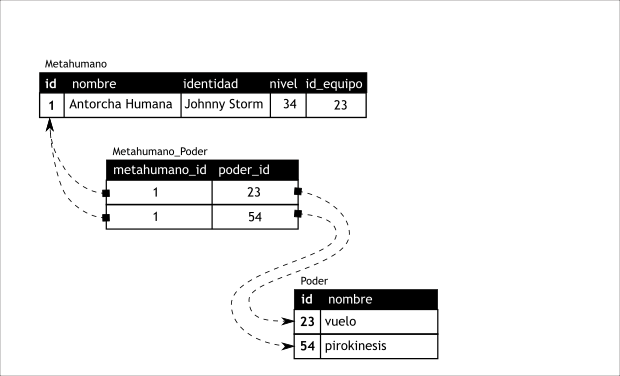 Metahumano
id nombre identidad nivel id_equipo
1 Antorcha Humana Johnny Storm 34 23
Metahumano_Poder
metahumano_id poder_id
1 23
1 54
Poder
id nombre
23 vuelo
54 pirokinesis